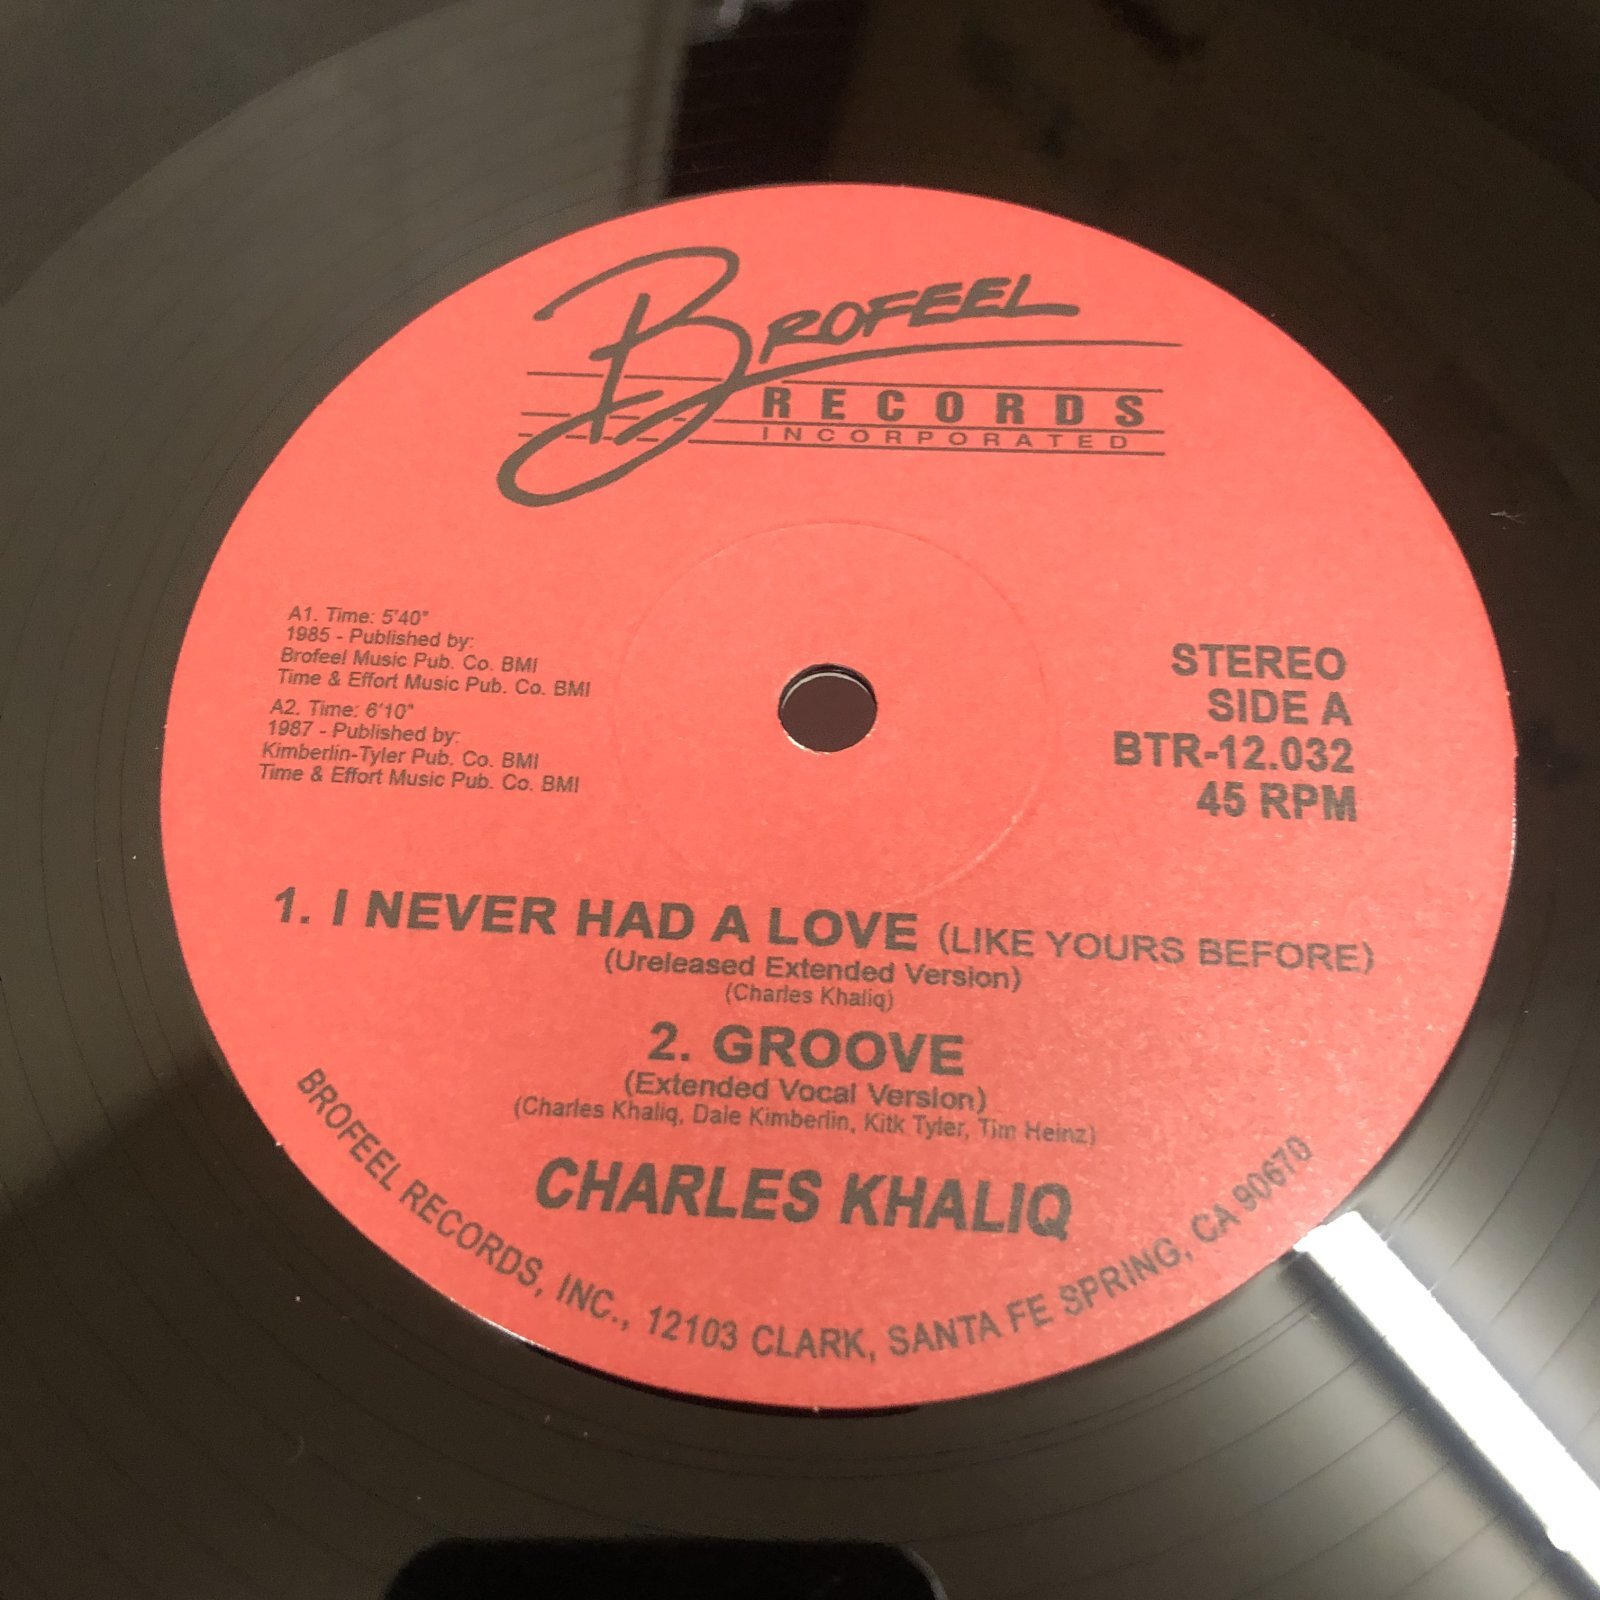 BROFEEL
RECORDS
INCORPORATED
A1. Time: 5'40"
1985 - Published by:
Brofeel Music Pub. Co. BMI
Time & Effort Music Pub. Co. BMI
A2. Time: 6'10"
1987 - Published by:
Kimberlin-Tyler Pub. Co. BMI
Time & Effort Music Pub. Co. BMI
STEREO
SIDE A
BTR-12.032
45 RPM
1. I NEVER HAD A LOVE (LIKE YOURS BEFORE)
(Ureleased Extended Version)
(Charles Khaliq)
2. GROOVE
(Extended Vocal Version)
(Charles Khaliq, Dale Kimberlin, Kitk Tyler, Tim Heinz)
CHARLES KHALIQ
BROFEEL RECORDS, INC., 12103 CLARK, SANTA FE SPRING, CA 90670